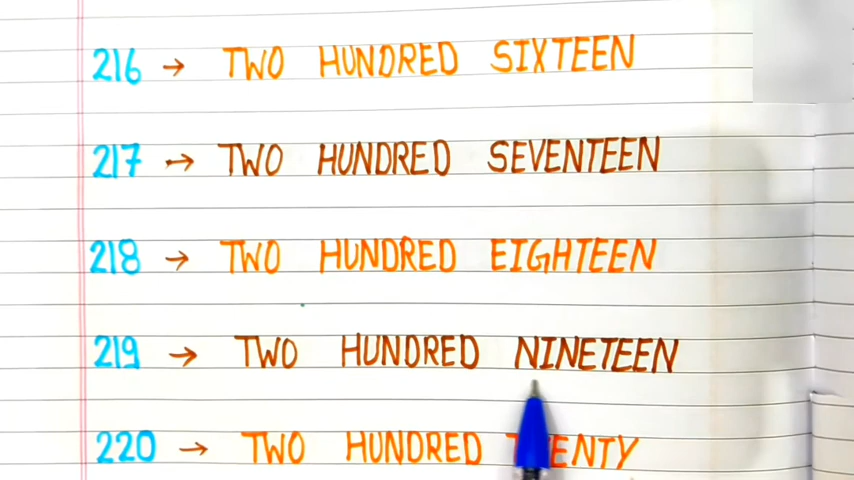 216 → TWO HUNDRED SIXTEEN
217 → TWO HUNDRED SEVENTEEN
218 → TWO HUNDRED EIGHTEEN
219 → TWO HUNDRED NINETEEN
220 → TWO HUNDRED TWENTY